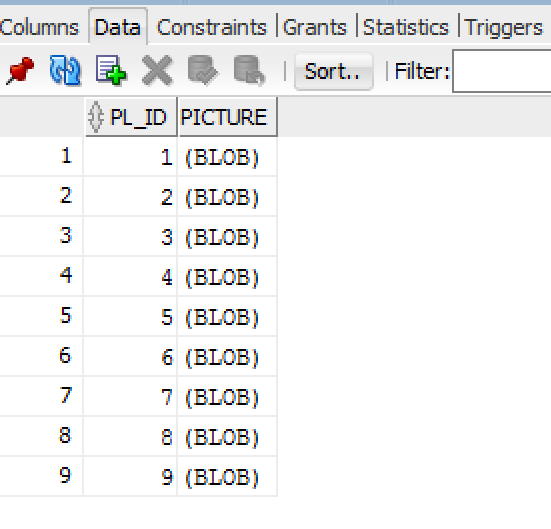 Columns Data Constraints Grants Statistics Triggers
Sort.. Filter:
PL_ID PICTURE
1 1 (BLOB)
2 2 (BLOB)
3 3 (BLOB)
4 4 (BLOB)
5 5 (BLOB)
6 6 (BLOB)
7 7 (BLOB)
8 8 (BLOB)
9 9 (BLOB)